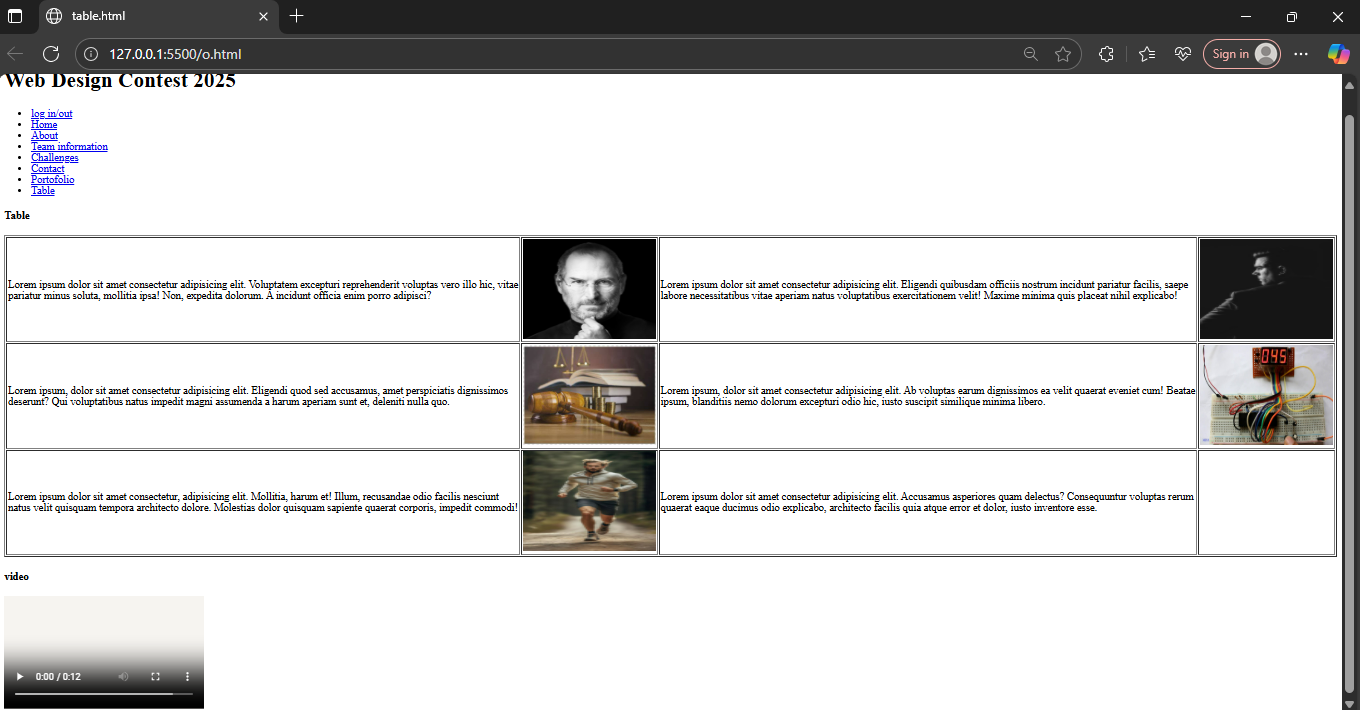 table.html
127.0.0.1:5500/o.html
Sign in
Web Design Contest 2025
log in/out
Home
About
Team information
Challenges
Contact
Portofolio
Table
Table
Lorem ipsum dolor sit amet consectetur adipisicing elit. Voluptatem excepturi reprehenderit voluptas vero illo hic, vitae
pariatur minus soluta, mollitia ipsa! Non, expedita dolorum. A incidunt officia enim porro adipisci?
Lorem ipsum dolor sit amet consectetur adipisicing elit. Eligendi quibusdam officiis nostrum incidunt pariatur facilis, saepe
labore necessitatibus vitae aperiam natus voluptatibus exercitationem velit! Maxime minima quis placeat nihil explicabo!
Lorem ipsum, dolor sit amet consectetur adipisicing elit. Eligendi quod sed accusamus, amet perspiciatis dignissimos
deserunt? Qui voluptatibus natus impedit magni assumenda a harum aperiam sunt et, deleniti nulla quo.
Lorem ipsum, dolor sit amet consectetur adipisicing elit. Ab voluptas earum dignissimos ea velit quaerat eveniet cum! Beatae
ipsum, blanditiis nemo dolorum excepturi odio hic, iusto suscipit similique minima libero.
045
Lorem ipsum dolor sit amet consectetur, adipisicing elit. Mollitia, harum et! Illum, recusandae odio facilis nesciunt
natus velit quisquam tempora architecto dolore. Molestias dolor quisquam sapiente quaerat corporis, impedit commodi!
Lorem ipsum dolor sit amet consectetur adipisicing elit. Accusamus asperiores quam delectus? Consequuntur voluptas rerum
quaerat eaque ducimus odio explicabo, architecto facilis quia atque error et dolor, iusto inventore esse.
video
0:00 / 0:12